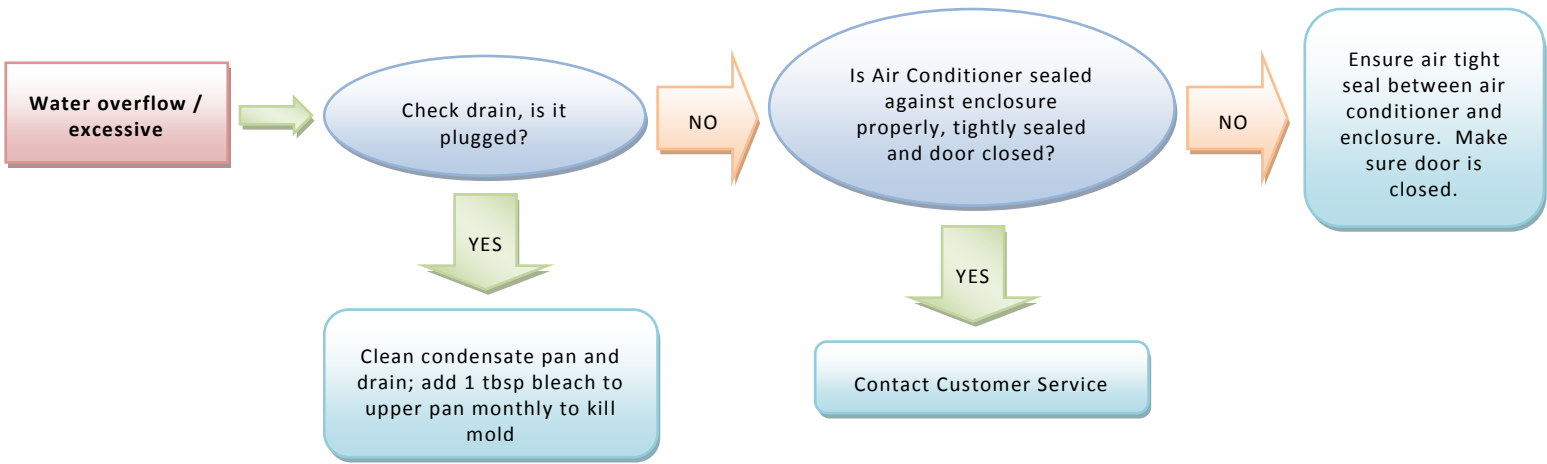 Water overflow /
excessive
Check drain, is it
plugged?
NO
Is Air Conditioner sealed
against enclosure
properly, tightly sealed
and door closed?
NO
Ensure air tight
seal between air
conditioner and
enclosure. Make
sure door is
closed.
YES
Clean condensate pan and
drain; add 1 tbsp bleach to
upper pan monthly to kill
mold
YES
Contact Customer Service